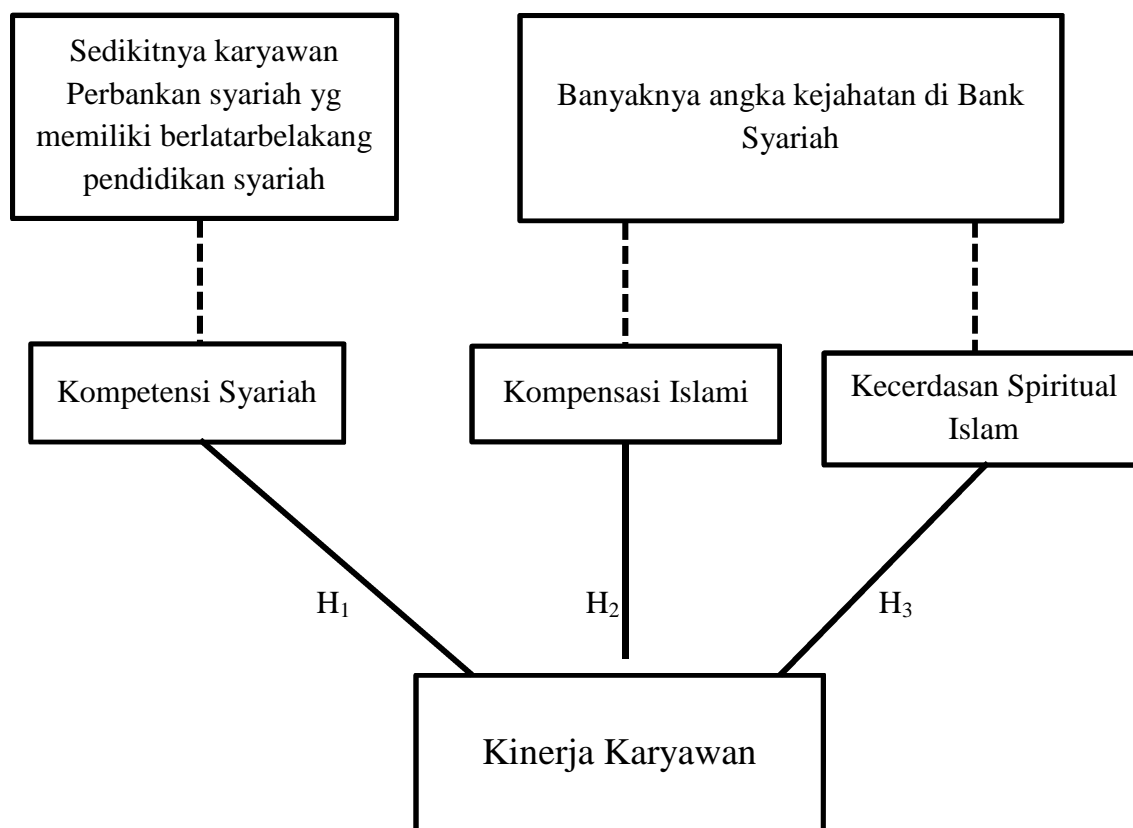 Sedikitnya karyawan
Perbankan syariah yg
memiliki berlatarbelakang
pendidikan syariah
Banyaknya angka kejahatan di Bank
Syariah
Kompetensi Syariah
Kompensasi Islami
Kecerdasan Spiritual
Islam
H₁
H₂
H₃
Kinerja Karyawan